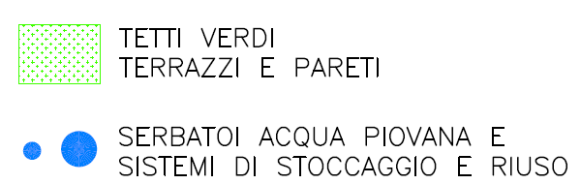 TETTI VERDI
TERRAZZI E PARETI
SERBATOI ACQUA PIOVANA E
SISTEMI DI STOCCAGGIO E RIUSO